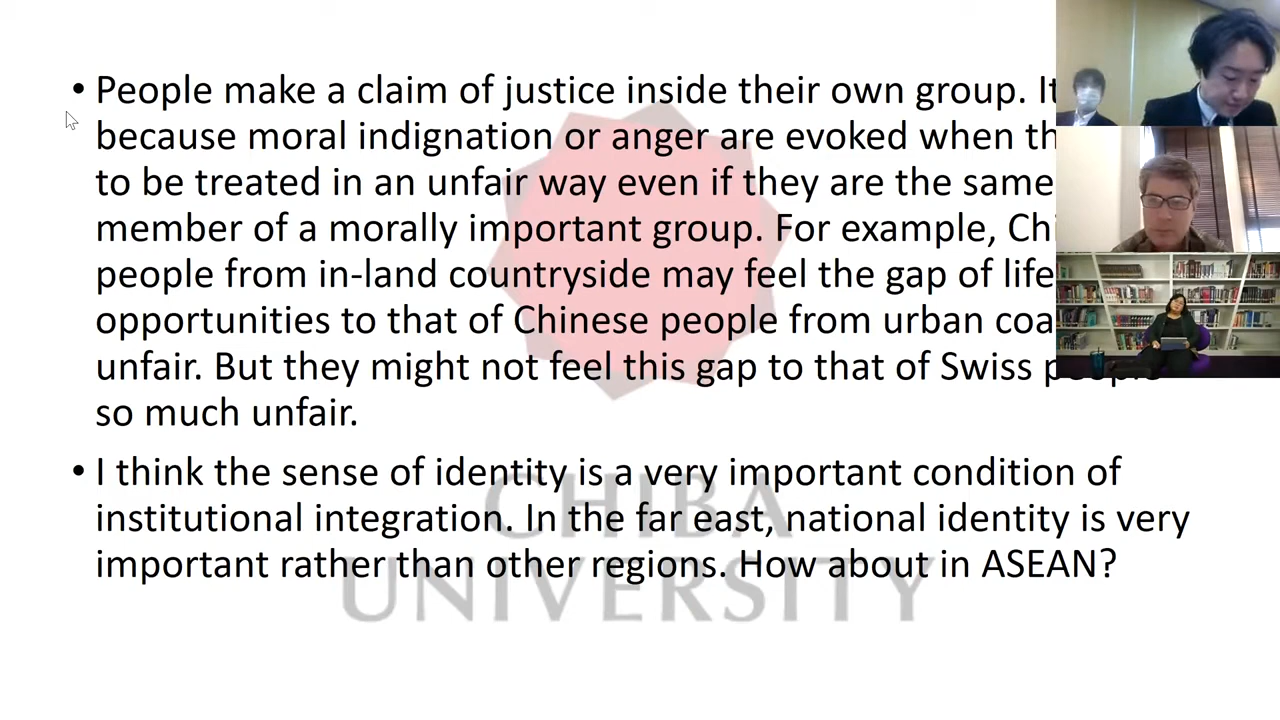 • People make a claim of justice inside their own group. It
because moral indignation or anger are evoked when
to be treated in an unfair way even if they are the same
member of a morally important group. For example,
people from in-land countryside may feel the gap of life
opportunities to that of Chinese people from urban
unfair. But they might not feel this gap to that of Swiss people
so much unfair.
• I think the sense of identity is a very important condition of
institutional integration. In the far east, national identity is very
important rather than other regions. How about in ASEAN?
CHIBA
UNIVERSITY